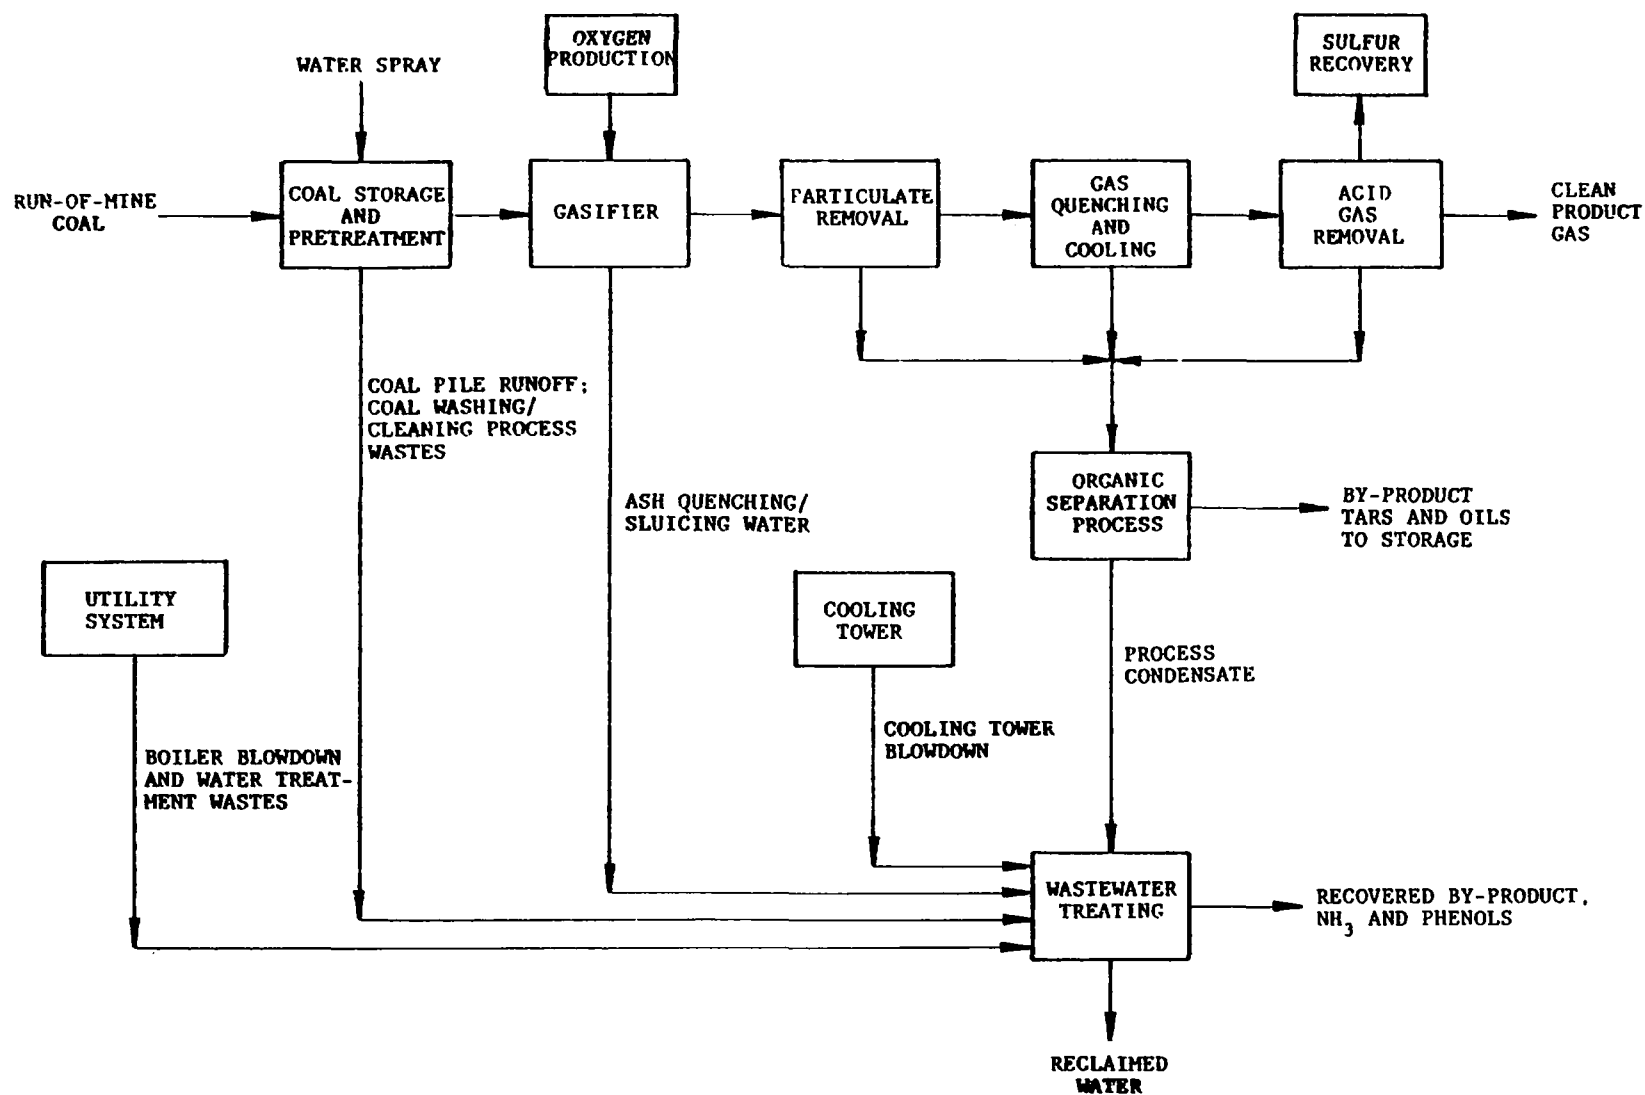 OXYGEN
PRODUCTION
SULFUR
RECOVERY
WATER SPRAY
RUN-OF-MINE
COAL
COAL STORAGE
AND
PRETREATMENT
GASIFIER
PARTICULATE
REMOVAL
GAS
QUENCHING
AND
COOLING
ACID
GAS
REMOVAL
CLEAN
PRODUCT
GAS
COAL PILE RUNOFF;
COAL WASHING/
CLEANING PROCESS
WASTES
ASH QUENCHING/
SLUICING WATER
ORGANIC
SEPARATION
PROCESS
BY-PRODUCT
TARS AND OILS
TO STORAGE
UTILITY
SYSTEM
COOLING
TOWER
PROCESS
CONDENSATE
COOLING TOWER
BLOWDOWN
BOILER BLOWDOWN
AND WATER TREAT-
MENT WASTES
WASTEWATER
TREATING
RECOVERED BY-PRODUCT,
NH₃ AND PHENOLS
RECLAIMED
WATER